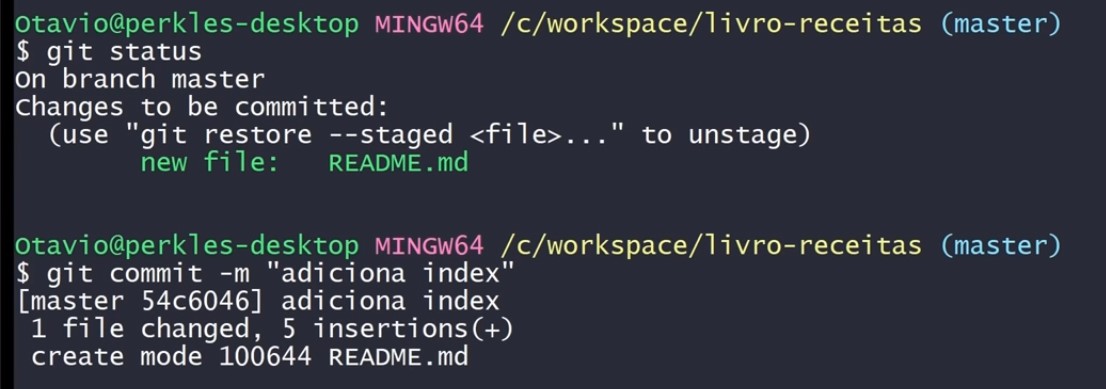 Otavio@perkles-desktop MINGW64 /c/workspace/livro-receitas (master)
$ git status
On branch master
Changes to be committed:
  (use "git restore --staged <file>..." to unstage)
        new file:   README.md
Otavio@perkles-desktop MINGW64 /c/workspace/livro-receitas (master)
$ git commit -m "adiciona index"
[master 54c6046] adiciona index
 1 file changed, 5 insertions(+)
 create mode 100644 README.md